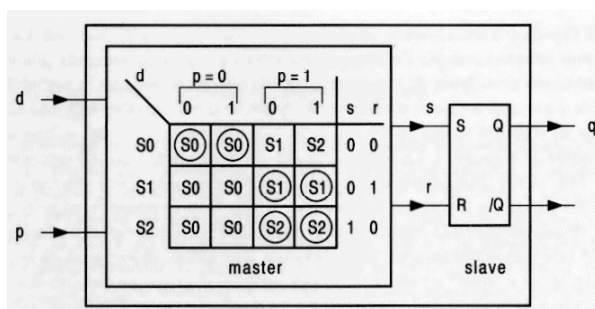 d p = 0 p = 1
0 1 0 1 s r
S0 S0 S0 S1 S2 0 0
S1 S0 S0 S1 S1 0 1
S2 S0 S0 S2 S2 1 0
master
d
p
s
r
S Q
R /Q
q
slave